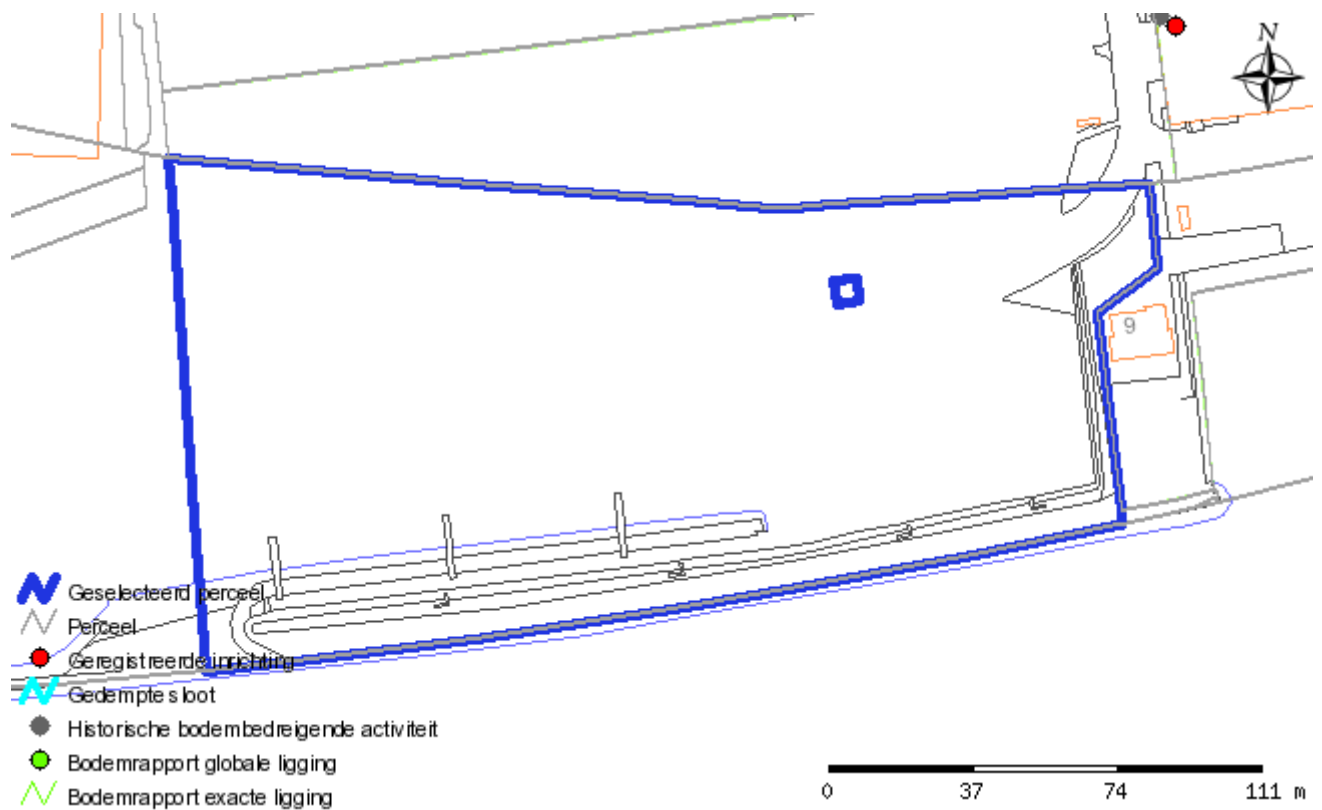 N
9
Geselecteerd perceel
Perceel
Geregistreerde inrichting
Gedempte sloot
Historische bodembedreigende activiteit
Bodemrapport globale ligging
Bodemrapport exacte ligging
0 37 74 111 m